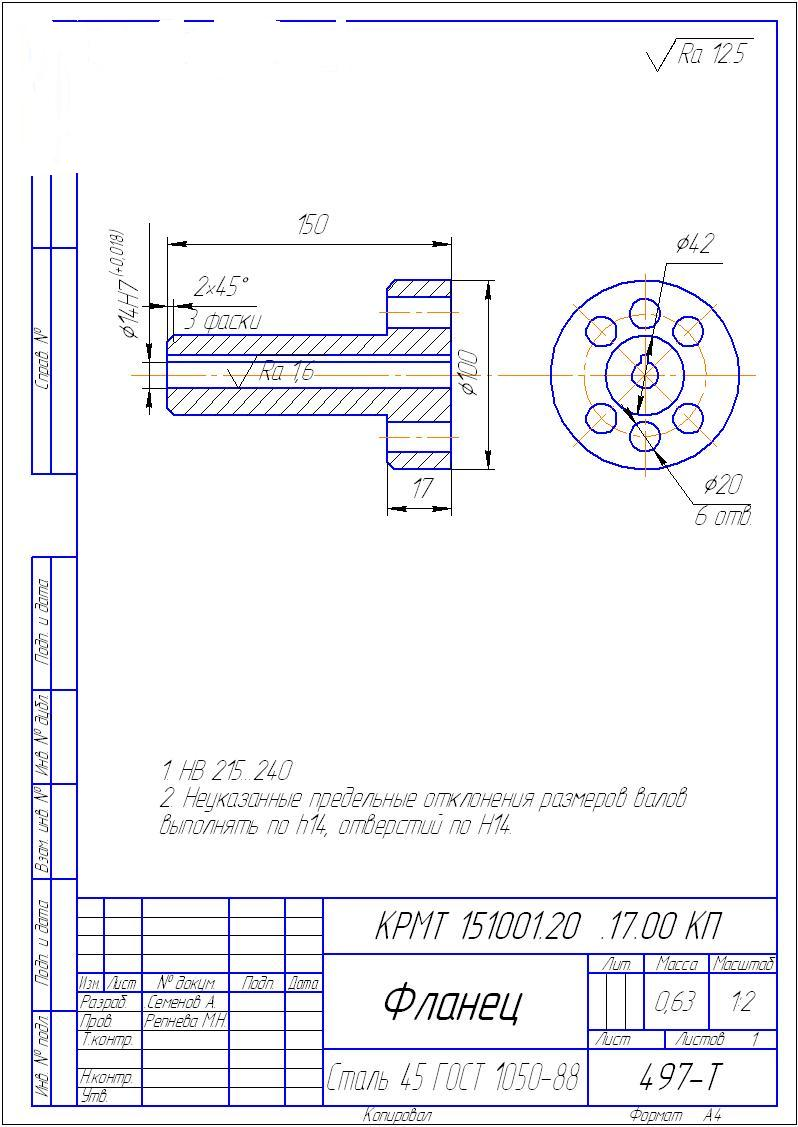 Ra 12.5
150
φ42
φ14H7(+0,018)
2×45°
3 фаски
Справ. №
Ra 1,6
φ100
17
φ20
6 отв.
Подп. и дата
Инв. № дубл.
Взам. инв. №
Подп. и дата
Инв. № подл.
1. НВ 215...240
2. Неуказанные предельные отклонения размеров валов
выполнять по h14, отверстий по Н14.
КРМТ 151001.20 .17.00 КП
Лит. Масса Масштаб
Изм. Лист № докум. Подп. Дата
Разраб. Семенов А.
Фланец
0,63 1:2
Пров. Репнева М.Н.
Т.контр.
Лист Листов 1
Сталь 45 ГОСТ 1050-88
497-Т
Н.контр.
Утв.
Копировал Формат А4